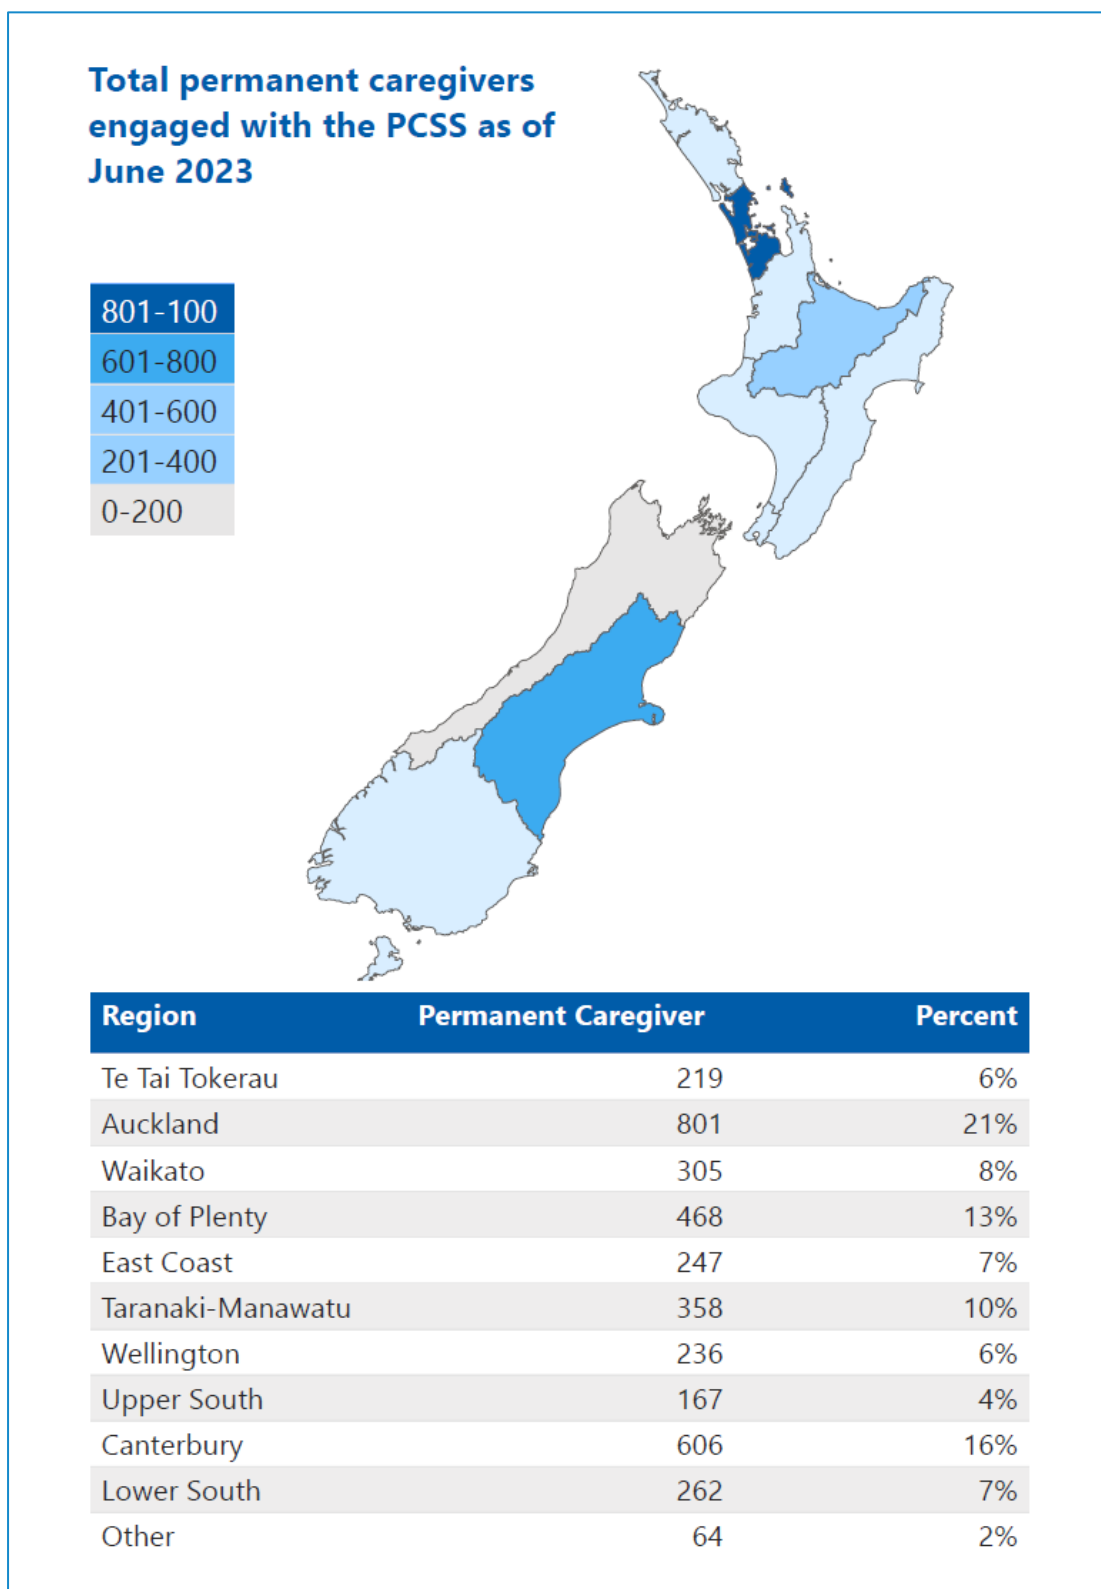 Total permanent caregivers
engaged with the PCSS as of
June 2023
801-100
601-800
401-600
201-400
0-200
Region Permanent Caregiver Percent
Te Tai Tokerau 219 6%
Auckland 801 21%
Waikato 305 8%
Bay of Plenty 468 13%
East Coast 247 7%
Taranaki-Manawatu 358 10%
Wellington 236 6%
Upper South 167 4%
Canterbury 606 16%
Lower South 262 7%
Other 64 2%